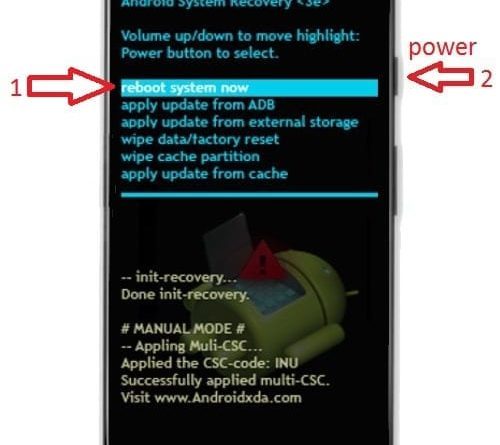 Android System Recovery <3e>
Volume up/down to move highlight:
Power button to select.
power
1
reboot system now
2
apply update from ADB
apply update from external storage
wipe data/factory reset
wipe cache partition
apply update from cache
-- init-recovery...
Done init-recovery.
# MANUAL MODE #
-- Appling Muli-CSC...
Applied the CSC-code: INU
Successfully applied multi-CSC.
Visit www.Androidxda.com